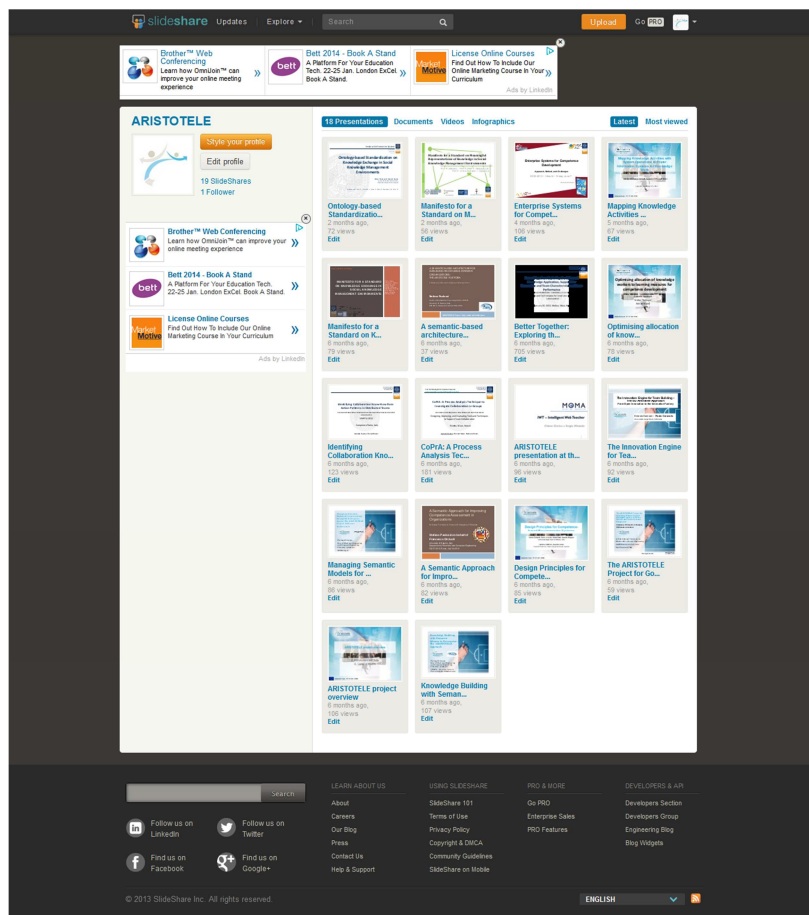 slideshare Updates Explore Search Upload Go PRO
Brother™ Web Conferencing
Learn how OmniJoin™ can improve your online meeting experience
Bett 2014 - Book A Stand
A Platform For Your Education Tech. 22-25 Jan. London ExCel. Book A Stand.
License Online Courses
Find Out How To Include Our Online Marketing Course In Your Curriculum
Ads by LinkedIn
ARISTOTELE
Style your profile
Edit profile
19 SlideShares
1 Follower
Brother™ Web Conferencing
Learn how OmniJoin™ can improve your online meeting experience
bett
Bett 2014 - Book A Stand
A Platform For Your Education Tech.
22-25 Jan. London ExCel. Book A Stand.
Market Motive
License Online Courses
Find Out How To Include Our Online
Marketing Course In Your Curriculum
Ads by LinkedIn
18 Presentations Documents Videos Infographics Latest Most viewed
Ontology-based Standardizatio...
2 months ago,
72 views
Edit
Manifesto for a Standard on M...
2 months ago,
56 views
Edit
Enterprise Systems for Compet...
4 months ago,
106 views
Edit
Mapping Knowledge Activities ...
5 months ago,
67 views
Edit
Manifesto for a Standard on K...
6 months ago,
79 views
Edit
A semantic-based architecture...
6 months ago,
37 views
Edit
Better Together: Exploring th...
6 months ago,
705 views
Edit
Optimising allocation of know...
6 months ago,
78 views
Edit
Identifying Collaboration Kno...
6 months ago,
123 views
Edit
CoPrA: A Process Analysis Tec...
6 months ago,
181 views
Edit
MOMA
IWT - Intelligent Web Teacher
ARISTOTELE presentation at th...
6 months ago,
96 views
Edit
The Innovation Engine for Tea...
6 months ago,
92 views
Edit
Managing Semantic Models for ...
6 months ago,
86 views
Edit
A Semantic Approach for Impro...
6 months ago,
62 views
Edit
Design Principles for Compete...
6 months ago,
85 views
Edit
The ARISTOTELE Project for Go...
6 months ago,
59 views
Edit
ARISTOTELE project overview
6 months ago,
196 views
Edit
Knowledge Building with Seman...
6 months ago,
107 views
Edit
Search
Follow us on LinkedIn
Follow us on Twitter
Find us on Facebook
Find us on Google+
LEARN ABOUT US
About
Careers
Our Blog
Press
Contact Us
Help & Support
USING SLIDESHARE
SlideShare 101
Terms of Use
Privacy Policy
Copyright & DMCA
Community Guidelines
SlideShare on Mobile
PRO & MORE
Go PRO
Enterprise Sales
PRO Features
DEVELOPERS & API
Developers Section
Developers Group
Engineering Blog
Blog Widgets
© 2013 SlideShare Inc. All rights reserved.
ENGLISH